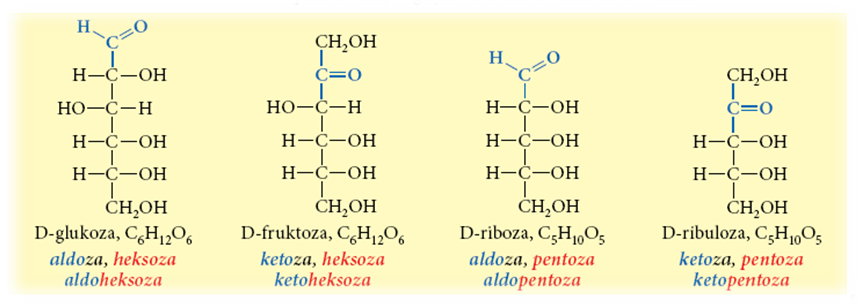 H O
C
H–C–OH
HO–C–H
H–C–OH
H–C–OH
CH₂OH
D-glukoza, C₆H₁₂O₆
aldoza, heksoza
aldoheksoza
CH₂OH
C=O
HO–C–H
H–C–OH
H–C–OH
CH₂OH
D-fruktoza, C₆H₁₂O₆
ketoza, heksoza
ketoheksoza
H O
C
H–C–OH
H–C–OH
H–C–OH
CH₂OH
D-riboza, C₅H₁₀O₅
aldoza, pentoza
aldopentoza
CH₂OH
C=O
H–C–OH
H–C–OH
CH₂OH
D-ribuloza, C₅H₁₀O₅
ketoza, pentoza
ketopentoza